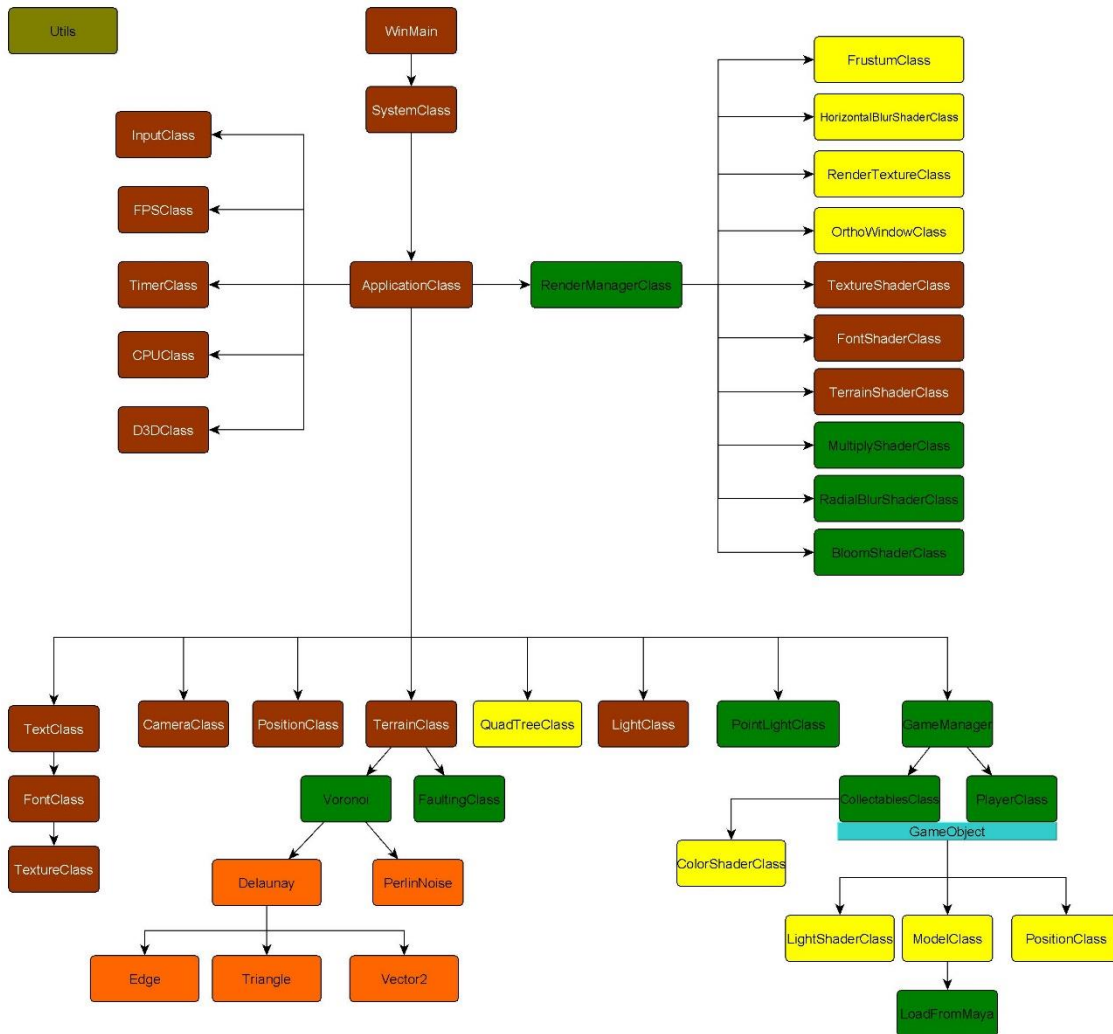 Utils
WinMain
FrustumClass
SystemClass
HorizontalBlurShaderClass
InputClass
RenderTextureClass
FPSClass
OrthoWindowClass
TimerClass
ApplicationClass
RenderManagerClass
TextureShaderClass
CPUClass
FontShaderClass
TerrainShaderClass
D3DClass
MultiplyShaderClass
RadialBlurShaderClass
BloomShaderClass
TextClass
CameraClass
PositionClass
TerrainClass
QuadTreeClass
LightClass
PointLightClass
GameManager
FontClass
Voronoi
FaultingClass
CollectablesClass
PlayerClass
GameObject
TextureClass
Delaunay
PerlinNoise
ColorShaderClass
LightShaderClass
ModelClass
PositionClass
Edge
Triangle
Vector2
LoadFromMaya